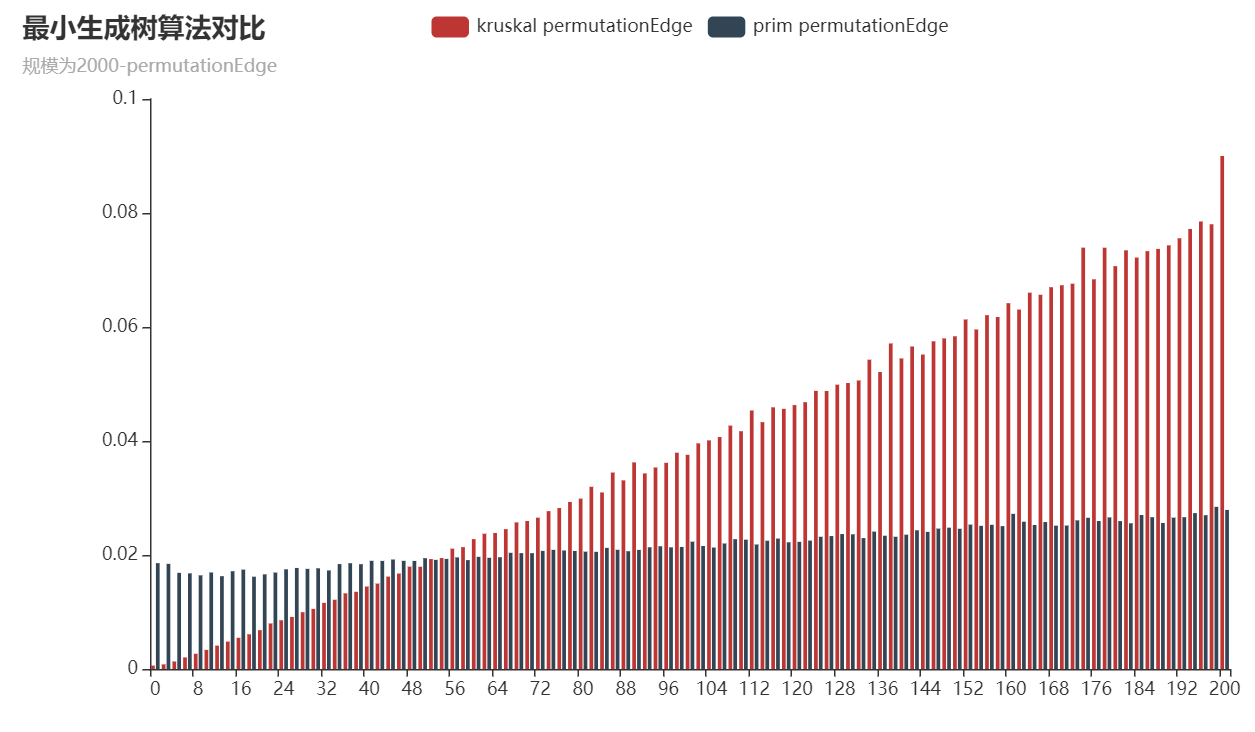 最小生成树算法对比
kruskal permutationEdge prim permutationEdge
规模为2000-permutationEdge
0.1
0.08
0.06
0.04
0.02
0
0 8 16 24 32 40 48 56 64 72 80 88 96 104 112 120 128 136 144 152 160 168 176 184 192 200